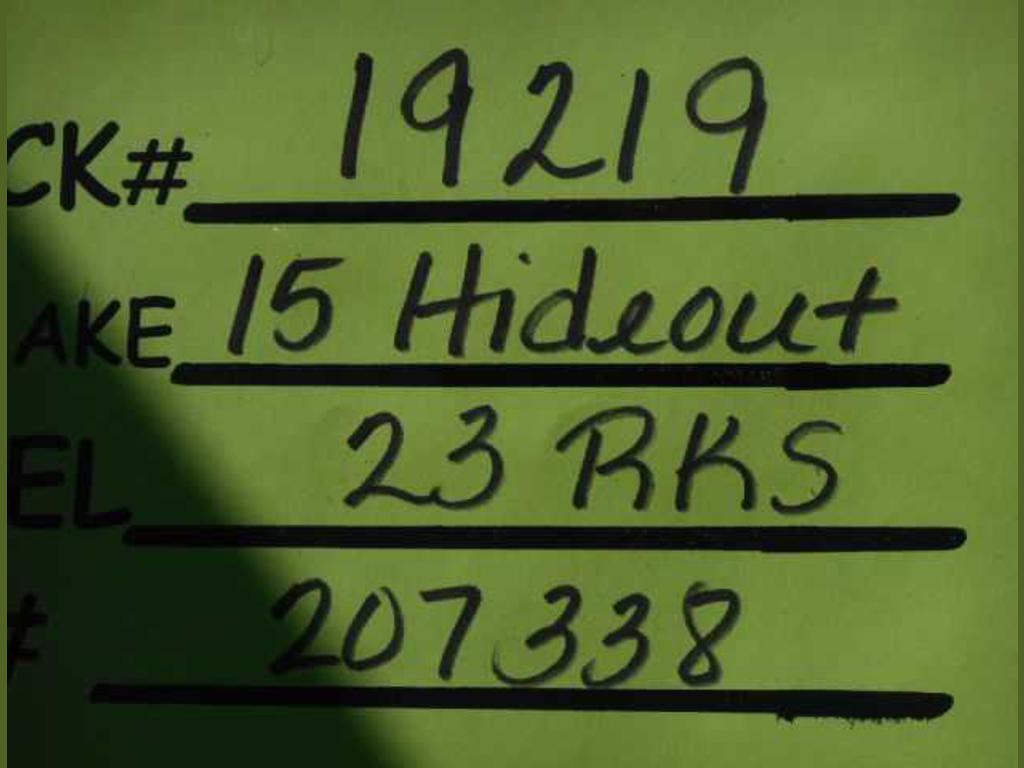 CK# 19219
AKE 15 Hideout
EL 23 RKS
# 207338